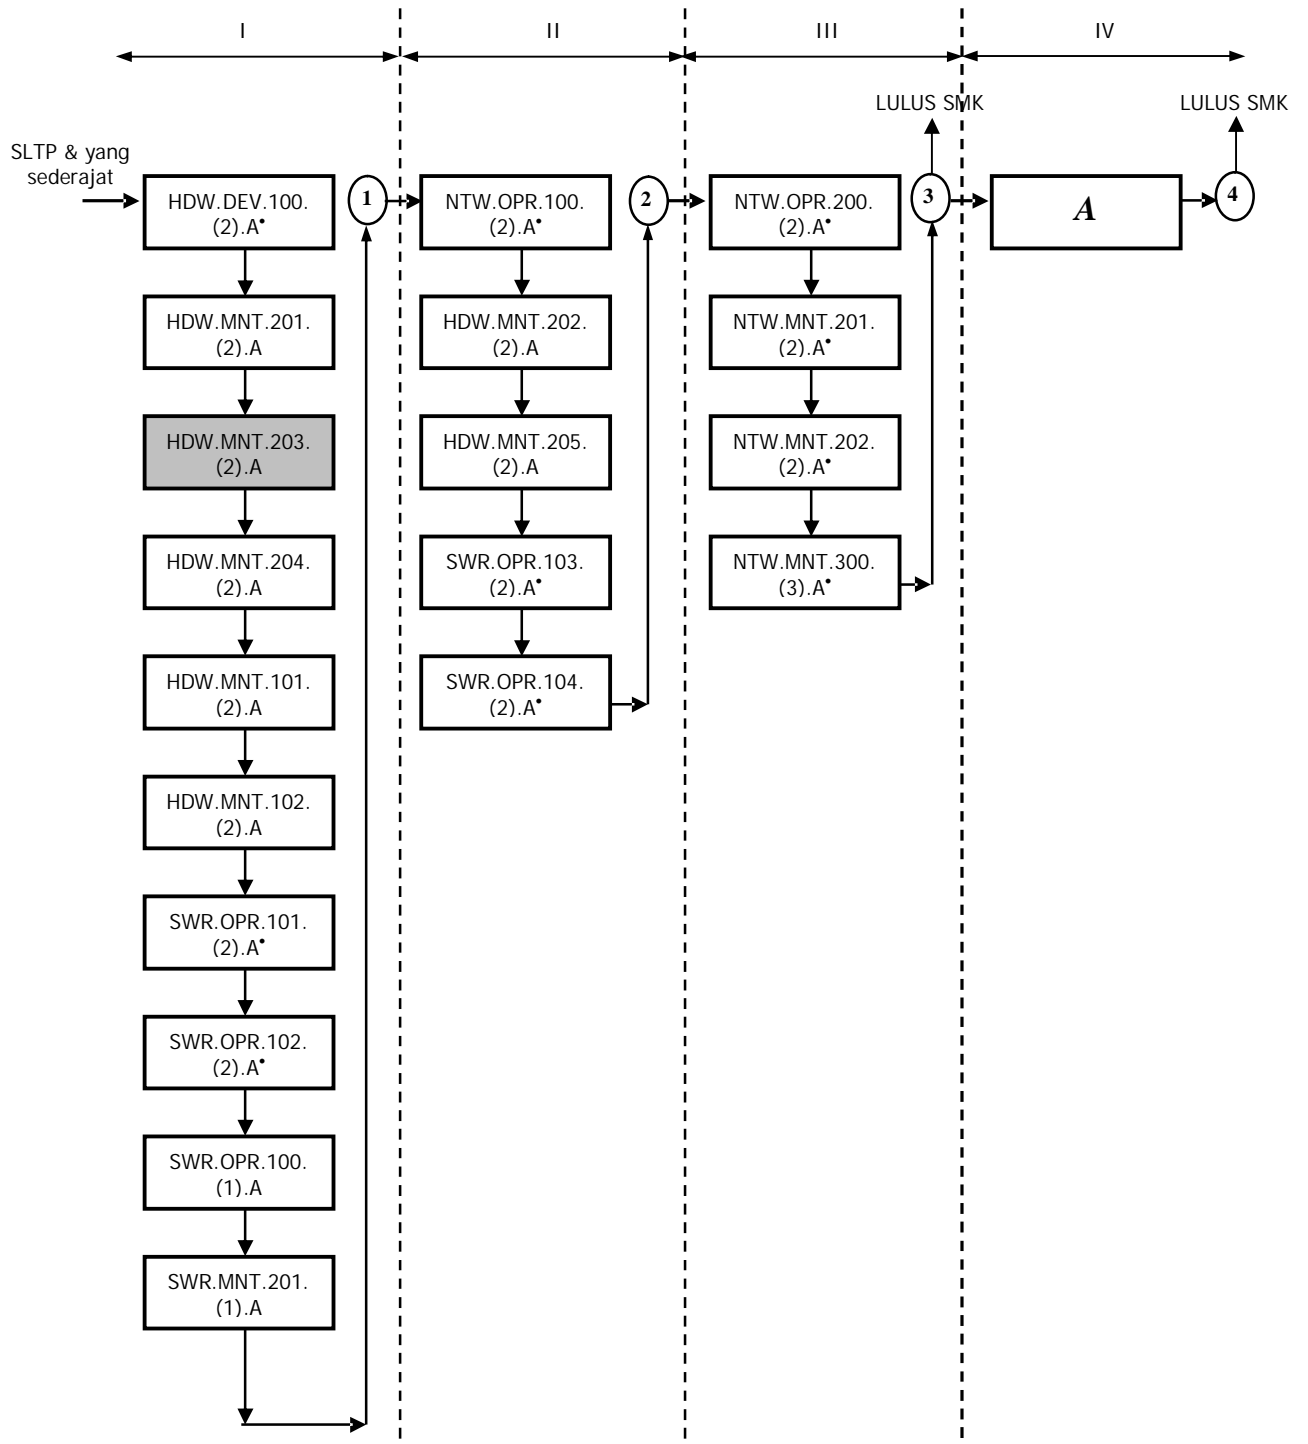 I
II
III
IV
LULUS SMK
LULUS SMK
SLTP & yang
sederajat
HDW.DEV.100.
(2).A•
HDW.MNT.201.
(2).A
HDW.MNT.203.
(2).A
HDW.MNT.204.
(2).A
HDW.MNT.101.
(2).A
HDW.MNT.102.
(2).A
SWR.OPR.101.
(2).A•
SWR.OPR.102.
(2).A•
SWR.OPR.100.
(1).A
SWR.MNT.201.
(1).A
1
NTW.OPR.100.
(2).A•
HDW.MNT.202.
(2).A
HDW.MNT.205.
(2).A
SWR.OPR.103.
(2).A•
SWR.OPR.104.
(2).A•
2
NTW.OPR.200.
(2).A•
NTW.MNT.201.
(2).A•
NTW.MNT.202.
(2).A•
NTW.MNT.300.
(3).A•
3
A
4